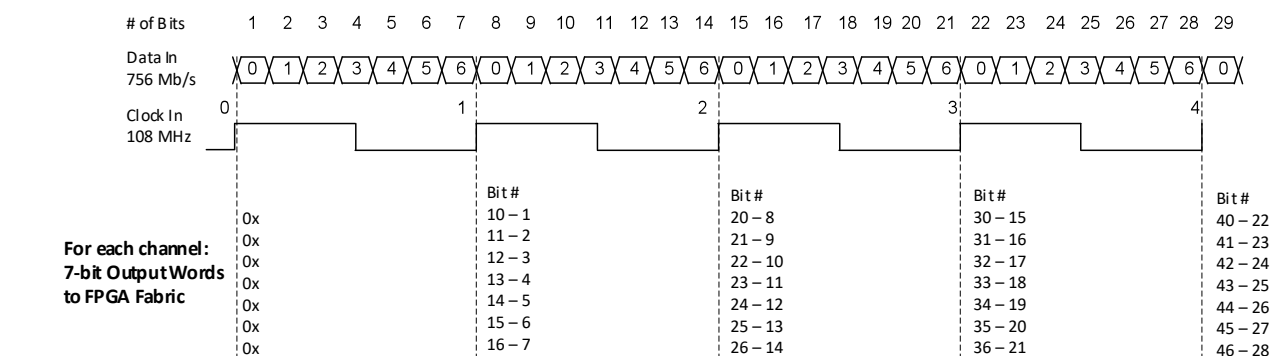 # of Bits 1 2 3 4 5 6 7 8 9 10 11 12 13 14 15 16 17 18 19 20 21 22 23 24 25 26 27 28 29
Data In
756 Mb/s
0 1 2 3 4 5 6 0 1 2 3 4 5 6 0 1 2 3 4 5 6 0 1 2 3 4 5 6 0
Clock In
108 MHz
0 1 2 3 4
For each channel:
7-bit Output Words
to FPGA Fabric
0x
0x
0x
0x
0x
0x
0x
Bit #
10 – 1
11 – 2
12 – 3
13 – 4
14 – 5
15 – 6
16 – 7
Bit #
20 – 8
21 – 9
22 – 10
23 – 11
24 – 12
25 – 13
26 – 14
Bit #
30 – 15
31 – 16
32 – 17
33 – 18
34 – 19
35 – 20
36 – 21
Bit #
40 – 22
41 – 23
42 – 24
43 – 25
44 – 26
45 – 27
46 – 28